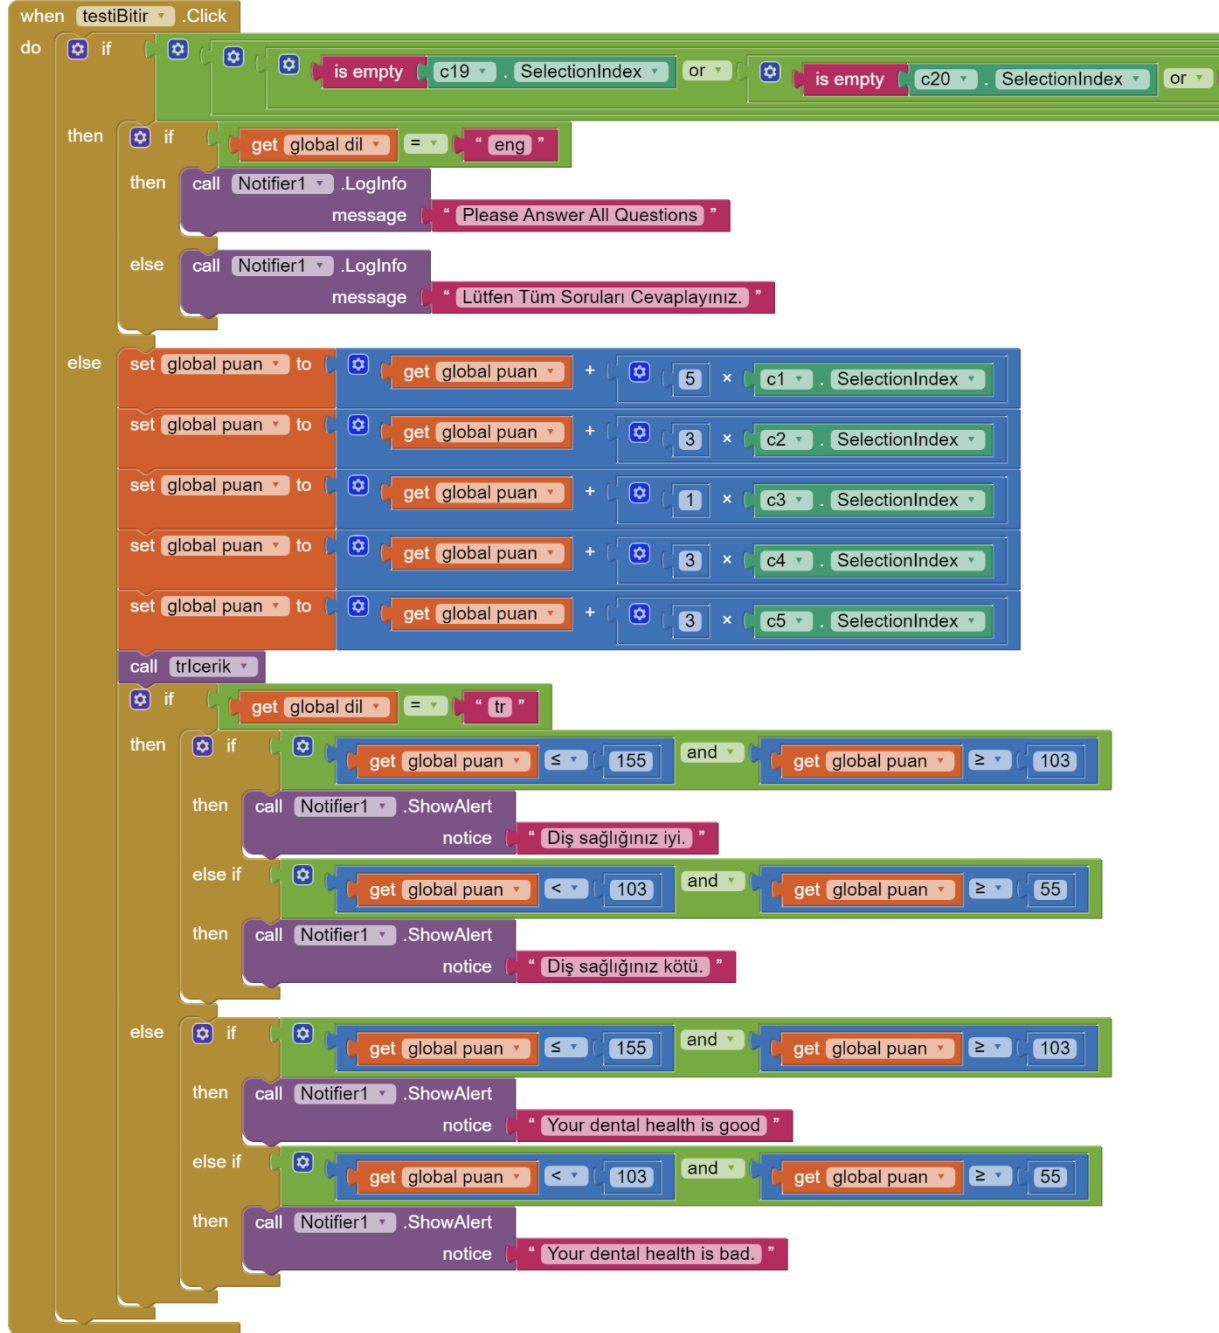 when testiBitir .Click
do if is empty c19 . SelectionIndex or is empty c20 . SelectionIndex or
then if get global dil = " eng "
then call Notifier1 .LogInfo
message " Please Answer All Questions "
else call Notifier1 .LogInfo
message " Lütfen Tüm Soruları Cevaplayınız. "
else set global puan to get global puan + 5 × c1 . SelectionIndex
set global puan to get global puan + 3 × c2 . SelectionIndex
set global puan to get global puan + 1 × c3 . SelectionIndex
set global puan to get global puan + 3 × c4 . SelectionIndex
set global puan to get global puan + 3 × c5 . SelectionIndex
call trIcerik
if get global dil = " tr "
then if get global puan ≤ 155 and get global puan ≥ 103
then call Notifier1 .ShowAlert
notice " Diş sağlığınız iyi. "
else if get global puan < 103 and get global puan ≥ 55
then call Notifier1 .ShowAlert
notice " Diş sağlığınız kötü. "
else if get global puan ≤ 155 and get global puan ≥ 103
then call Notifier1 .ShowAlert
notice " Your dental health is good "
else if get global puan < 103 and get global puan ≥ 55
then call Notifier1 .ShowAlert
notice " Your dental health is bad. "